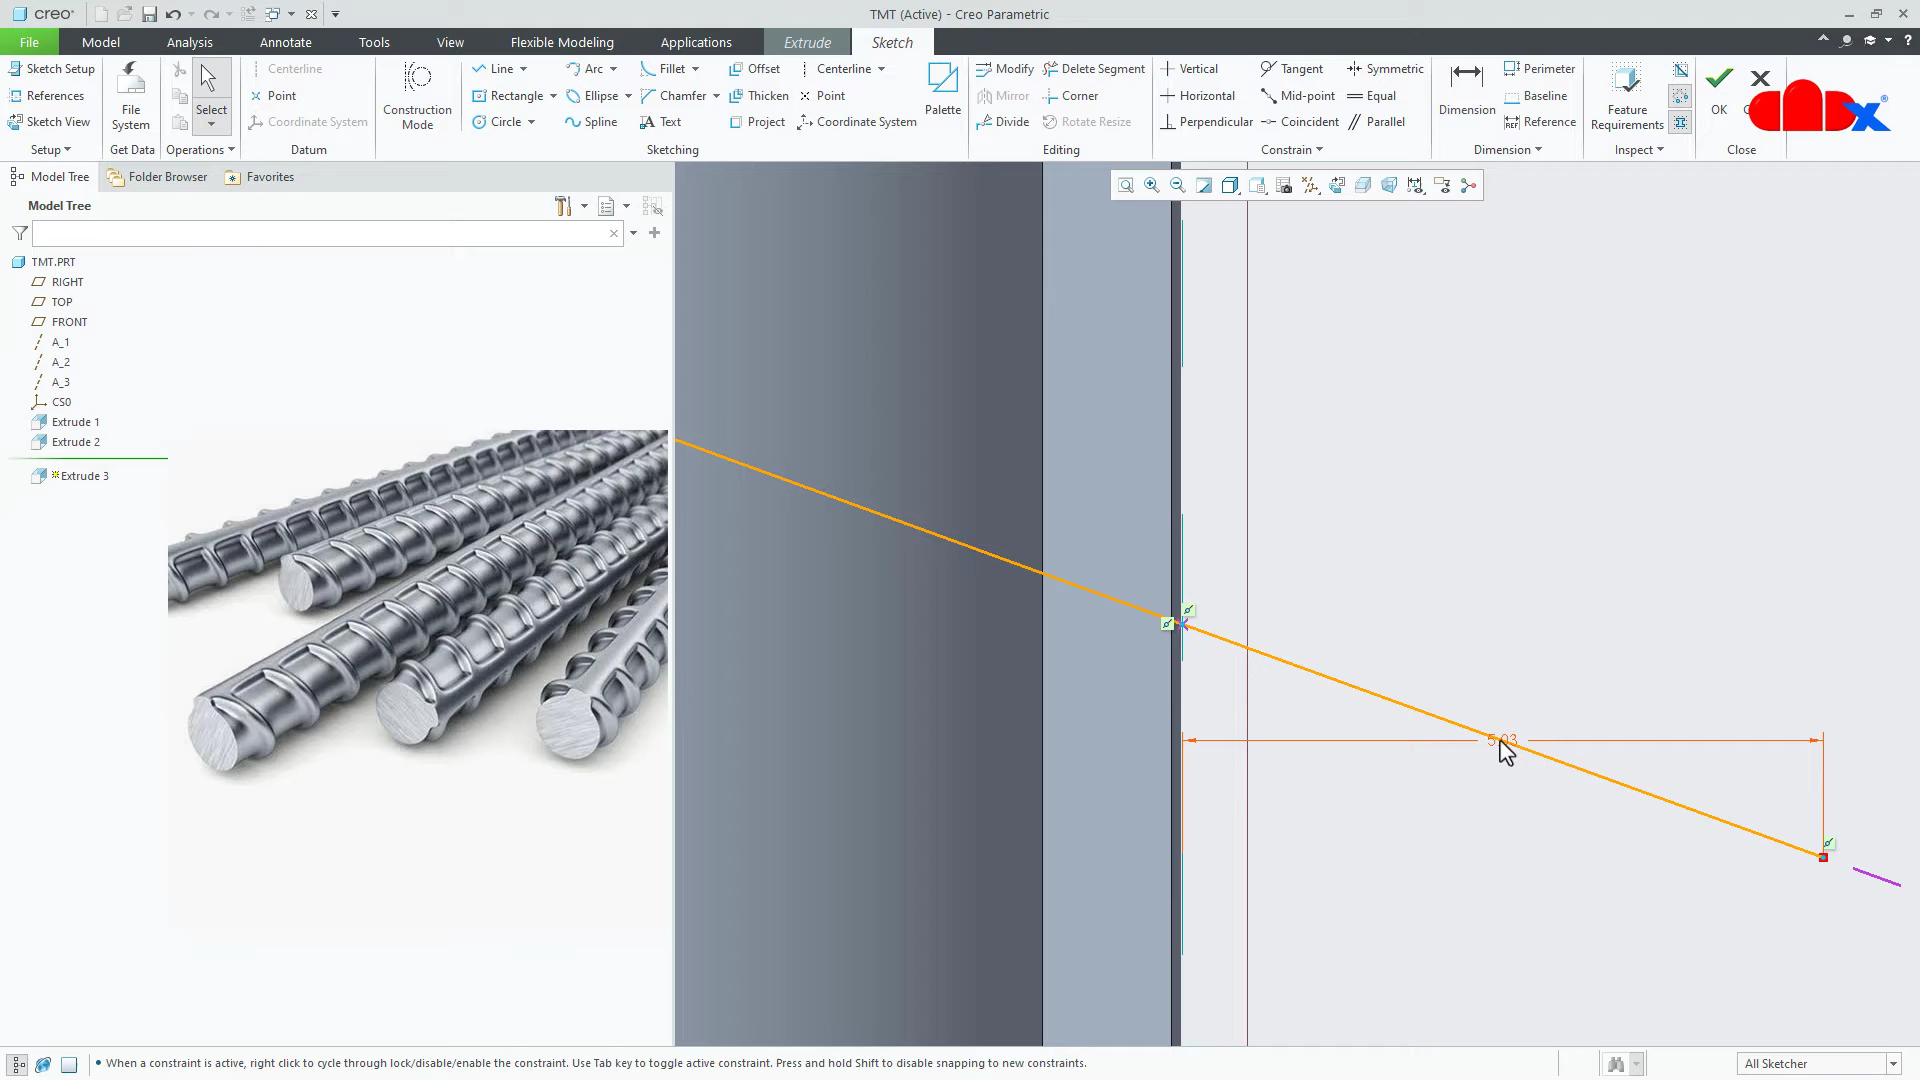 creo
TMT (Active) - Creo Parametric
File Model Analysis Annotate Tools View Flexible Modeling Applications Extrude Sketch
Sketch Setup
References
Sketch View
Setup
File System
Get Data
Select
Operations
Centerline
Point
Coordinate System
Datum
Construction Mode
Line Arc Fillet Offset Centerline
Rectangle Ellipse Chamfer Thicken Point
Circle Spline Text Project Coordinate System
Palette
Sketching
Modify Delete Segment
Mirror Corner
Divide Rotate Resize
Editing
Vertical Tangent Symmetric
Horizontal Mid-point Equal
Perpendicular Coincident Parallel
Constrain
Dimension
Perimeter
Baseline
Reference
Dimension
Feature Requirements
Inspect
OK
Close
Model Tree Folder Browser Favorites
Model Tree
TMT.PRT
RIGHT
TOP
FRONT
A_1
A_2
A_3
CS0
Extrude 1
Extrude 2
Extrude 3
When a constraint is active, right click to cycle through lock/disable/enable the constraint. Use Tab key to toggle active constraint. Press and hold Shift to disable snapping to new constraints.
All Sketcher